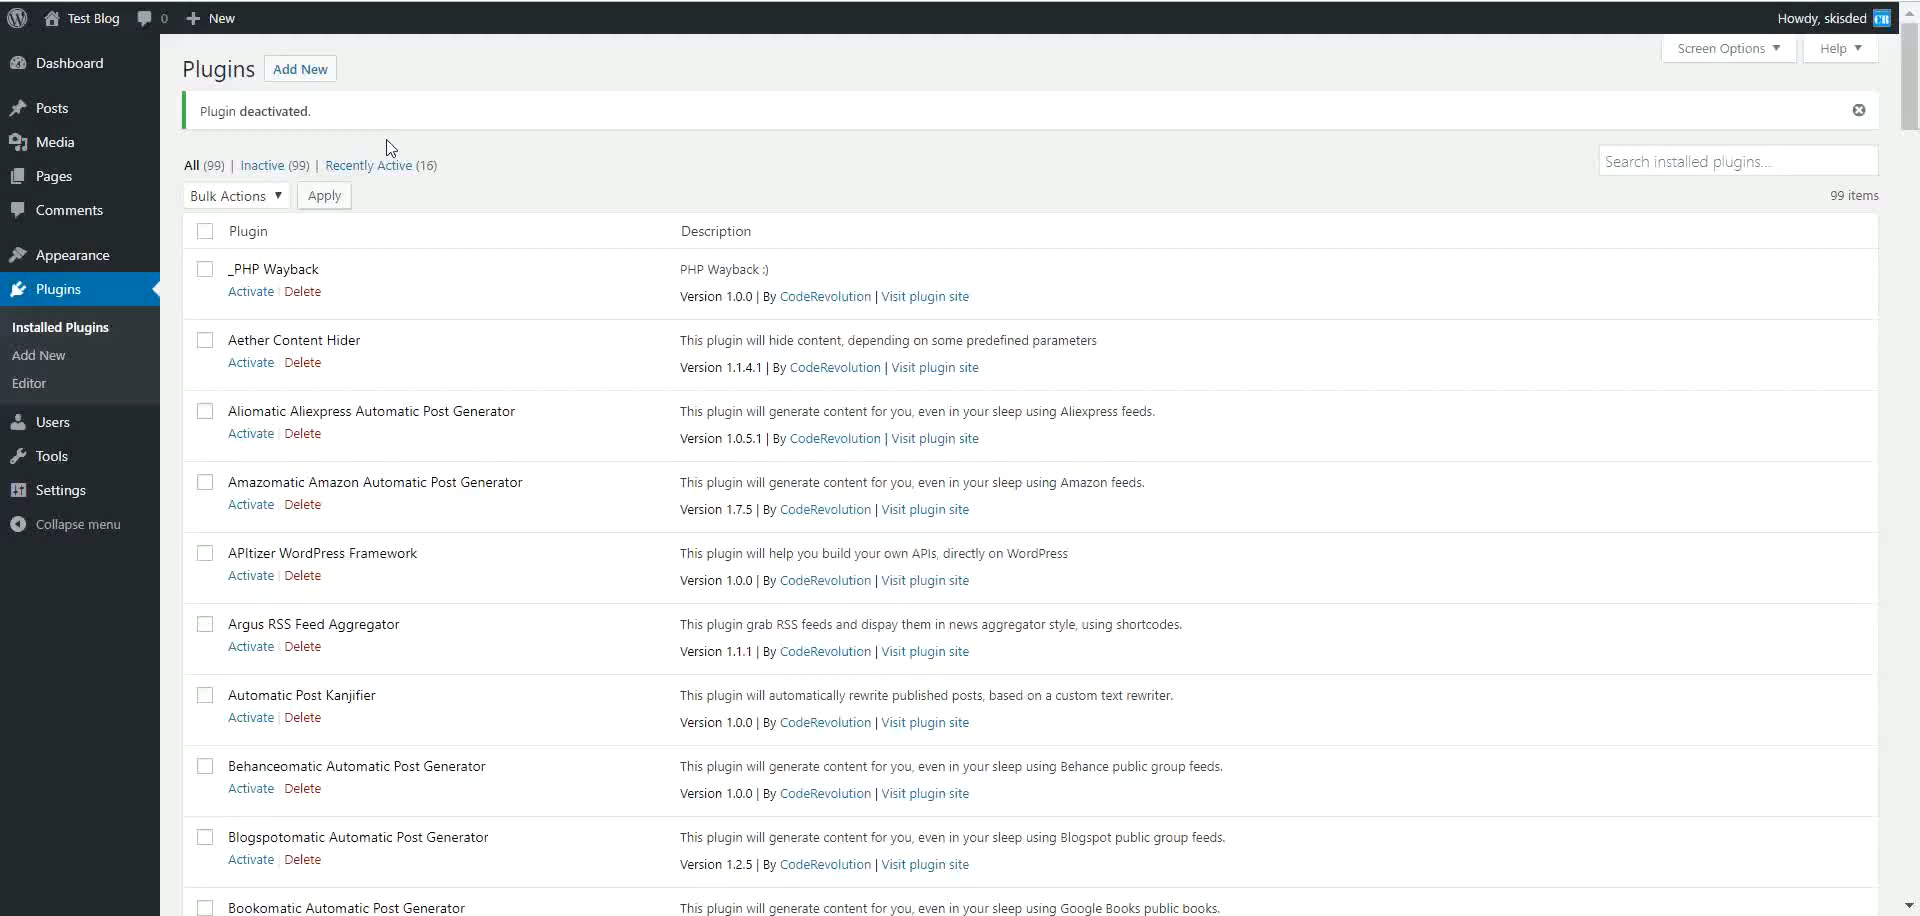 Test Blog 0 + New Howdy, skisded CR
Dashboard
Posts
Media
Pages
Comments
Appearance
Plugins
Installed Plugins
Add New
Editor
Users
Tools
Settings
Collapse menu
Screen Options ▼ Help ▼
Plugins Add New
Plugin deactivated.
All (99) | Inactive (99) | Recently Active (16)
Search installed plugins...
Bulk Actions ▼ Apply 99 items
Plugin Description
_PHP Wayback PHP Wayback :)
Activate | Delete Version 1.0.0 | By CodeRevolution | Visit plugin site
Aether Content Hider This plugin will hide content, depending on some predefined parameters
Activate | Delete Version 1.1.4.1 | By CodeRevolution | Visit plugin site
Aliomatic Aliexpress Automatic Post Generator This plugin will generate content for you, even in your sleep using Aliexpress feeds.
Activate | Delete Version 1.0.5.1 | By CodeRevolution | Visit plugin site
Amazomatic Amazon Automatic Post Generator This plugin will generate content for you, even in your sleep using Amazon feeds.
Activate | Delete Version 1.7.5 | By CodeRevolution | Visit plugin site
APItizer WordPress Framework This plugin will help you build your own APIs, directly on WordPress
Activate | Delete Version 1.0.0 | By CodeRevolution | Visit plugin site
Argus RSS Feed Aggregator This plugin grab RSS feeds and dispay them in news aggregator style, using shortcodes.
Activate | Delete Version 1.1.1 | By CodeRevolution | Visit plugin site
Automatic Post Kanjifier This plugin will automatically rewrite published posts, based on a custom text rewriter.
Activate | Delete Version 1.0.0 | By CodeRevolution | Visit plugin site
Behanceomatic Automatic Post Generator This plugin will generate content for you, even in your sleep using Behance public group feeds.
Activate | Delete Version 1.0.0 | By CodeRevolution | Visit plugin site
Blogspotomatic Automatic Post Generator This plugin will generate content for you, even in your sleep using Blogspot public group feeds.
Activate | Delete Version 1.2.5 | By CodeRevolution | Visit plugin site
Bookomatic Automatic Post Generator This plugin will generate content for you, even in your sleep using Google Books public books.